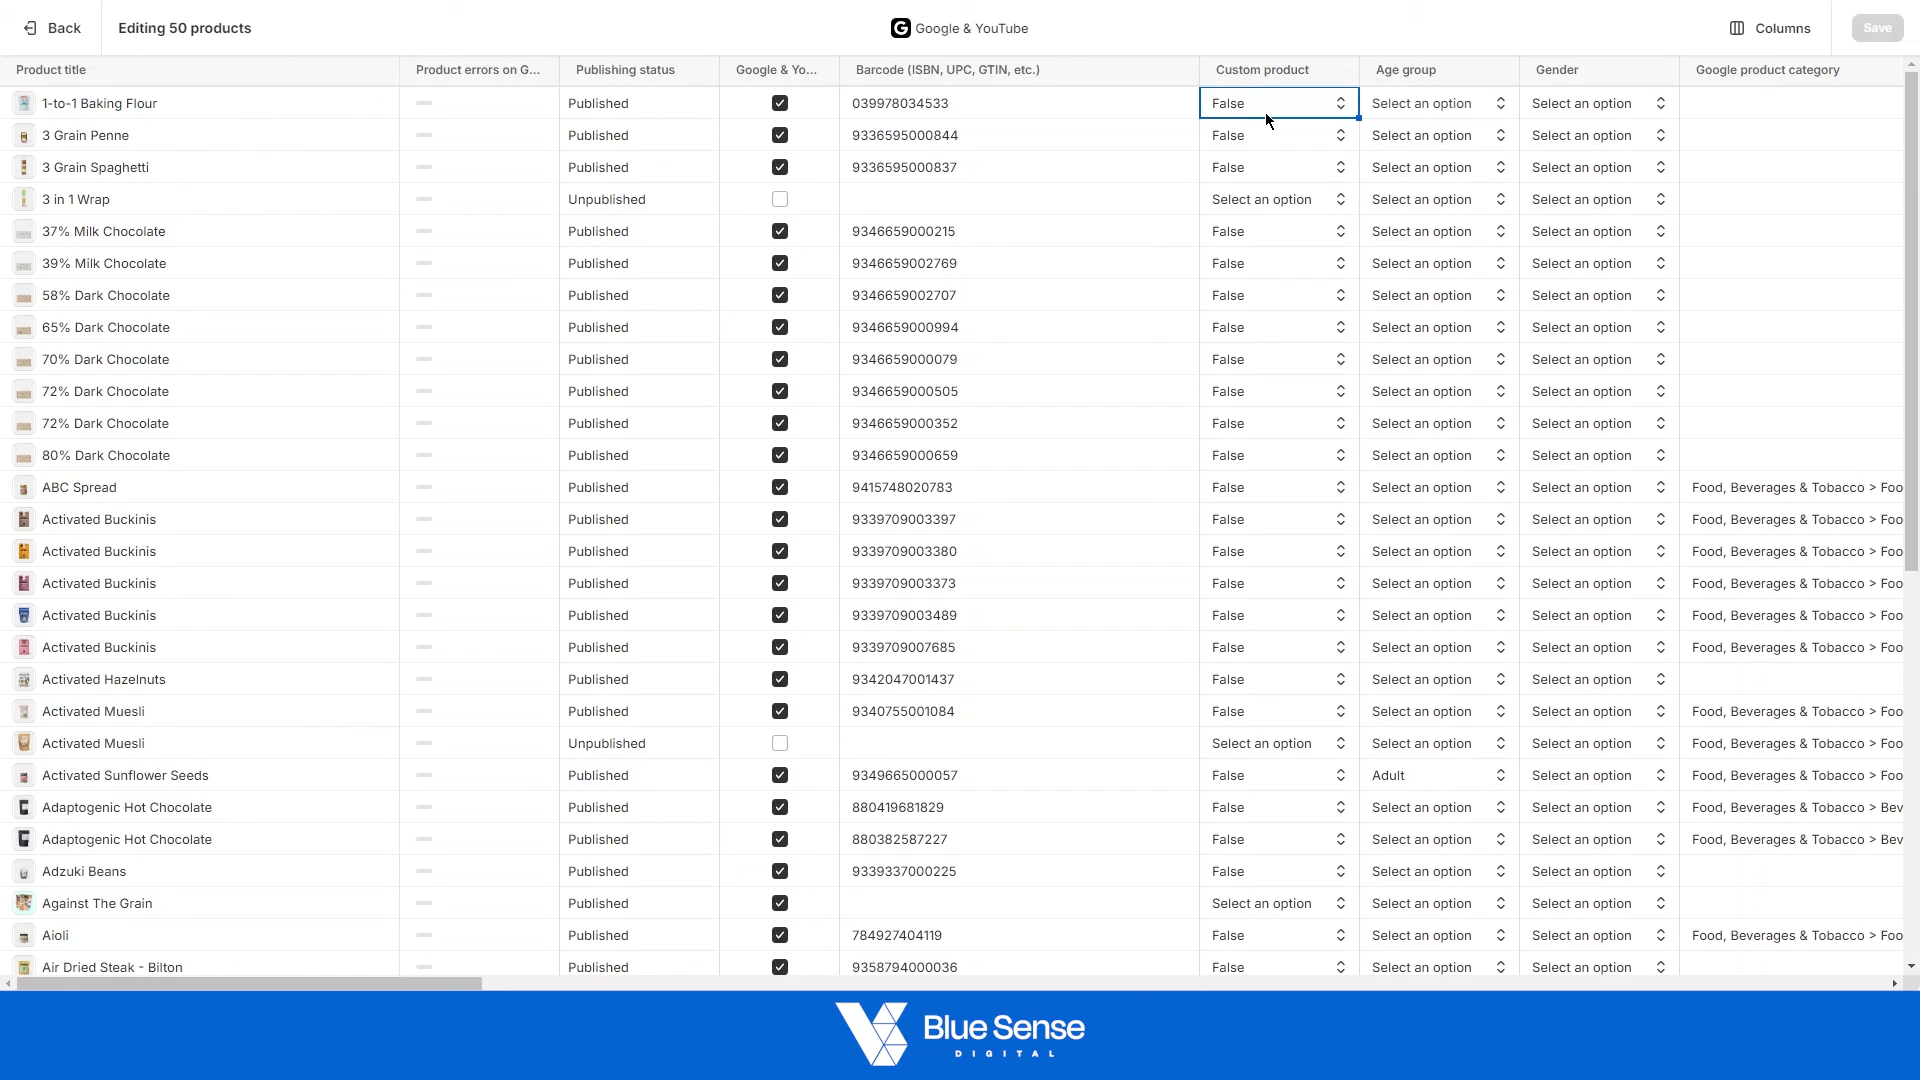 Back
Editing 50 products
Google & YouTube
Columns
Save
Product title Product errors on G... Publishing status Google & Yo... Barcode (ISBN, UPC, GTIN, etc.) Custom product Age group Gender Google product category
1-to-1 Baking Flour Published 039978034533 False Select an option Select an option
3 Grain Penne Published 9336595000844 False Select an option Select an option
3 Grain Spaghetti Published 9336595000837 False Select an option Select an option
3 in 1 Wrap Unpublished Select an option Select an option Select an option
37% Milk Chocolate Published 9346659000215 False Select an option Select an option
39% Milk Chocolate Published 9346659002769 False Select an option Select an option
58% Dark Chocolate Published 9346659002707 False Select an option Select an option
65% Dark Chocolate Published 9346659000994 False Select an option Select an option
70% Dark Chocolate Published 9346659000079 False Select an option Select an option
72% Dark Chocolate Published 9346659000505 False Select an option Select an option
72% Dark Chocolate Published 9346659000352 False Select an option Select an option
80% Dark Chocolate Published 9346659000659 False Select an option Select an option
ABC Spread Published 9415748020783 False Select an option Select an option Food, Beverages & Tobacco > Foo
Activated Buckinis Published 9339709003397 False Select an option Select an option Food, Beverages & Tobacco > Foo
Activated Buckinis Published 9339709003380 False Select an option Select an option Food, Beverages & Tobacco > Foo
Activated Buckinis Published 9339709003373 False Select an option Select an option Food, Beverages & Tobacco > Foo
Activated Buckinis Published 9339709003489 False Select an option Select an option Food, Beverages & Tobacco > Foo
Activated Buckinis Published 9339709007685 False Select an option Select an option Food, Beverages & Tobacco > Foo
Activated Hazelnuts Published 9342047001437 False Select an option Select an option
Activated Muesli Published 9340755001084 False Select an option Select an option Food, Beverages & Tobacco > Foo
Activated Muesli Unpublished Select an option Select an option Select an option Food, Beverages & Tobacco > Foo
Activated Sunflower Seeds Published 9349665000057 False Adult Select an option Food, Beverages & Tobacco > Foo
Adaptogenic Hot Chocolate Published 880419681829 False Select an option Select an option Food, Beverages & Tobacco > Bev
Adaptogenic Hot Chocolate Published 880382587227 False Select an option Select an option Food, Beverages & Tobacco > Bev
Adzuki Beans Published 9339337000225 False Select an option Select an option
Against The Grain Published Select an option Select an option Select an option
Aioli Published 784927404119 False Select an option Select an option Food, Beverages & Tobacco > Foo
Air Dried Steak - Bilton Published 9358794000036 False Select an option Select an option
Blue Sense
DIGITAL